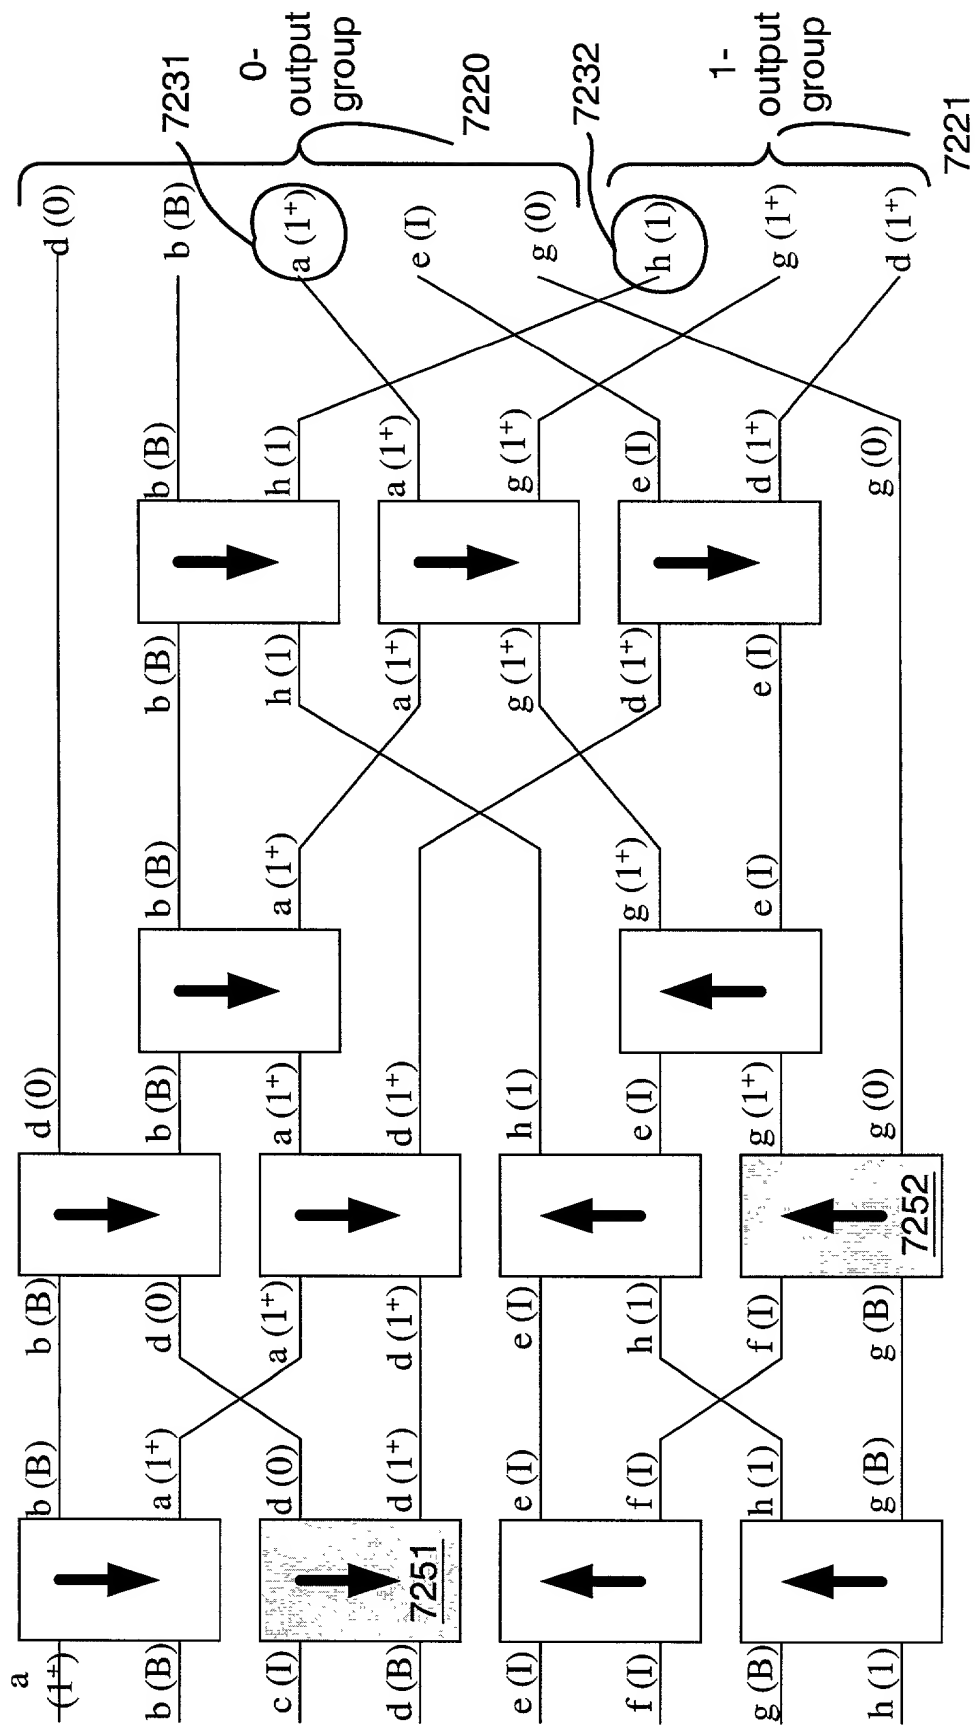 a
(1⁺) b (B) b (B) d (0) d (0)
b (B) a (1⁺) d (0) b (B) b (B) b (B) b (B) b (B)
7231
0-
output
group
c (I) d (0) a (1⁺) a (1⁺) a (1⁺) h (1) h (1) a (1⁺)
7251
d (B) d (1⁺) d (1⁺) d (1⁺) a (1⁺) a (1⁺) e (I)
7220
e (I) e (I) e (I) h (1) g (1⁺) g (1⁺) g (0)
7232
f (I) f (I) h (1) e (I) g (1⁺) d (1⁺) e (I) h (1)
1-
output
group
g (B) h (1) f (I) g (1⁺) e (I) e (I) d (1⁺) g (1⁺)
h (1) g (B) g (B) g (0) g (0) d (1⁺)
7252
7221